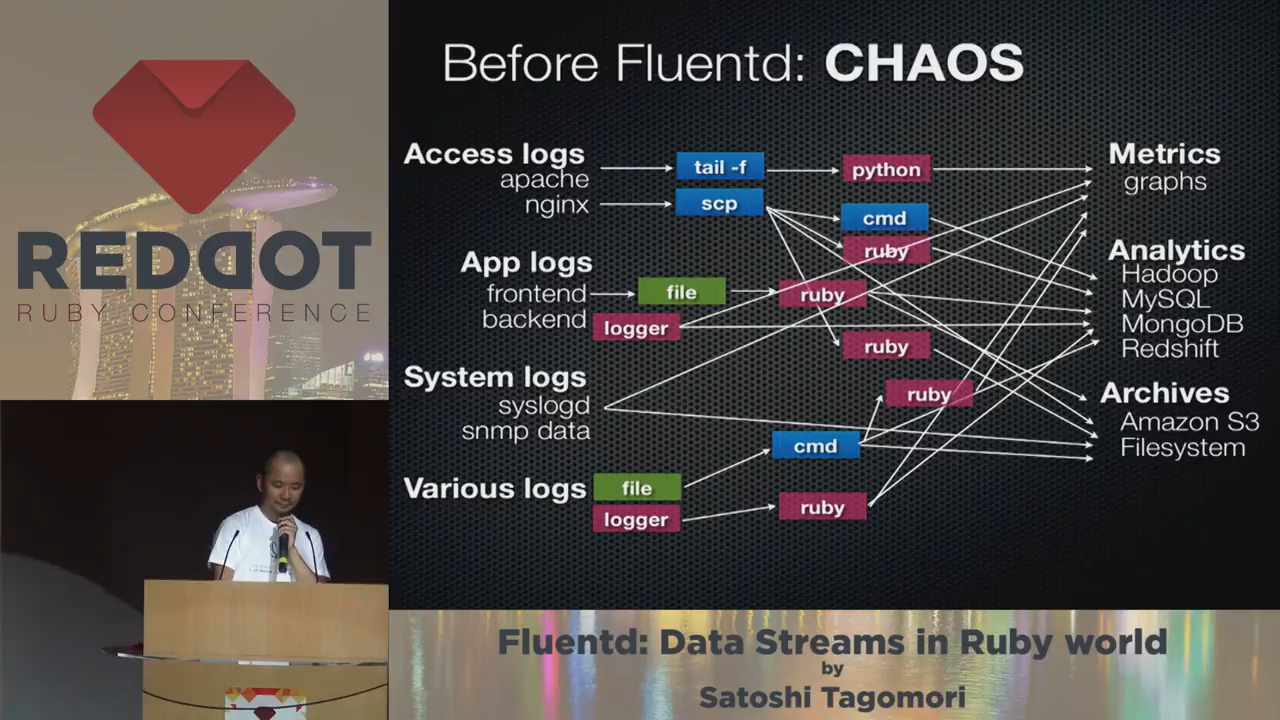 REDDOT
RUBY CONFERENCE
Before Fluentd: CHAOS
Access logs
apache
nginx
tail -f
scp
python
cmd
ruby
Metrics
graphs
App logs
frontend
backend
file
logger
ruby
ruby
Analytics
Hadoop
MySQL
MongoDB
Redshift
System logs
syslogd
snmp data
ruby
cmd
Archives
Amazon S3
Filesystem
Various logs
file
logger
ruby
Fluentd: Data Streams in Ruby world
by
Satoshi Tagomori